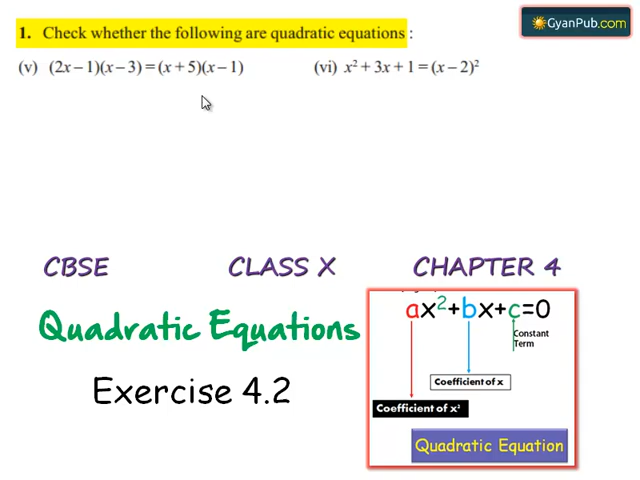 GyanPub.com
1. Check whether the following are quadratic equations :
(v) (2x – 1)(x – 3) = (x + 5)(x – 1) (vi) x² + 3x + 1 = (x – 2)²
CBSE CLASS X CHAPTER 4
Quadratic Equations
Exercise 4.2
ax²+bx+c=0
Constant
Term
Coefficient of x
Coefficient of x²
Quadratic Equation